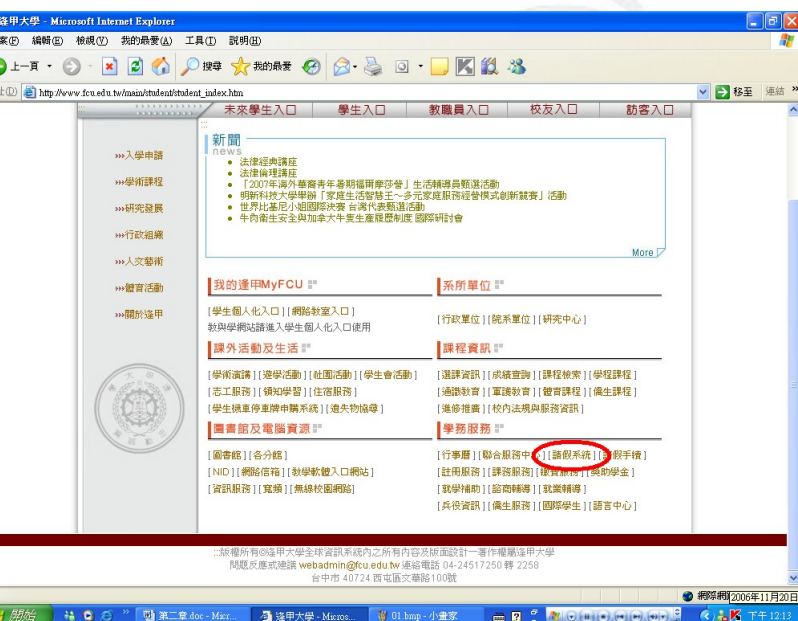 逢甲大學 - Microsoft Internet Explorer
案(F) 編輯(E) 檢視(V) 我的最愛(A) 工具(T) 說明(H)
上一頁 搜尋 我的最愛
址(D) http://www.fcu.edu.tw/main/student/student_index.htm 移至 連結 »
未來學生入口 學生入口 教職員入口 校友入口 訪客入口
新聞
news
法律經典講座
法律倫理講座
「2007年海外華裔青年暑期福爾摩莎營」生活輔導員甄選活動
明新科技大學舉辦「家庭生活智慧王～多元家庭服務經營模式創新競賽」活動
世界比基尼小姐國際決賽 台灣代表甄選活動
牛肉衛生安全與加拿大牛隻生產履歷制度 國際研討會
More
»»入學申請
»»學術課程
»»研究發展
»»行政組織
»»人文藝術
»»體育活動
»»關於逢甲
我的逢甲MyFCU
[學生個人化入口] [網路教室入口]
教與學網站請進入學生個人化入口使用
系所單位
[行政單位] [院系單位] [研究中心]
課外活動及生活
[學術演講] [遊學活動] [社團活動] [學生會活動]
[志工服務] [領知學習] [住宿服務]
[學生機車停車牌申購系統] [遺失物協尋]
課程資訊
[選課資訊] [成績查詢] [課程檢索] [學程課程]
[通識教育] [軍護教育] [體育課程] [僑生課程]
[進修推廣] [校內法規與服務資訊]
圖書館及電腦資源
[圖書館] [各分館]
[NID] [網路信箱] [教學軟體入口網站]
[資訊服務] [寬頻] [無線校園網路]
學務服務
[行事曆] [聯合服務中心] [請假系統] [請假手續]
[註冊服務] [課務服務] [繳費服務] [獎助學金]
[就學補助] [諮商輔導] [就業輔導]
[兵役資訊] [僑生服務] [國際學生] [語言中心]
:::版權所有©逢甲大學全球資訊系統內之所有內容及版面設計－著作權屬逢甲大學
問題反應或建議 webadmin@fcu.edu.tw 連絡電話 04-24517250 轉 2258
台中市 40724 西屯區文華路100號
網際網
2006年11月20日
開始 » 第二章.doc - Micr... 逢甲大學 - Micros... 01.bmp - 小畫家 下午 12:13